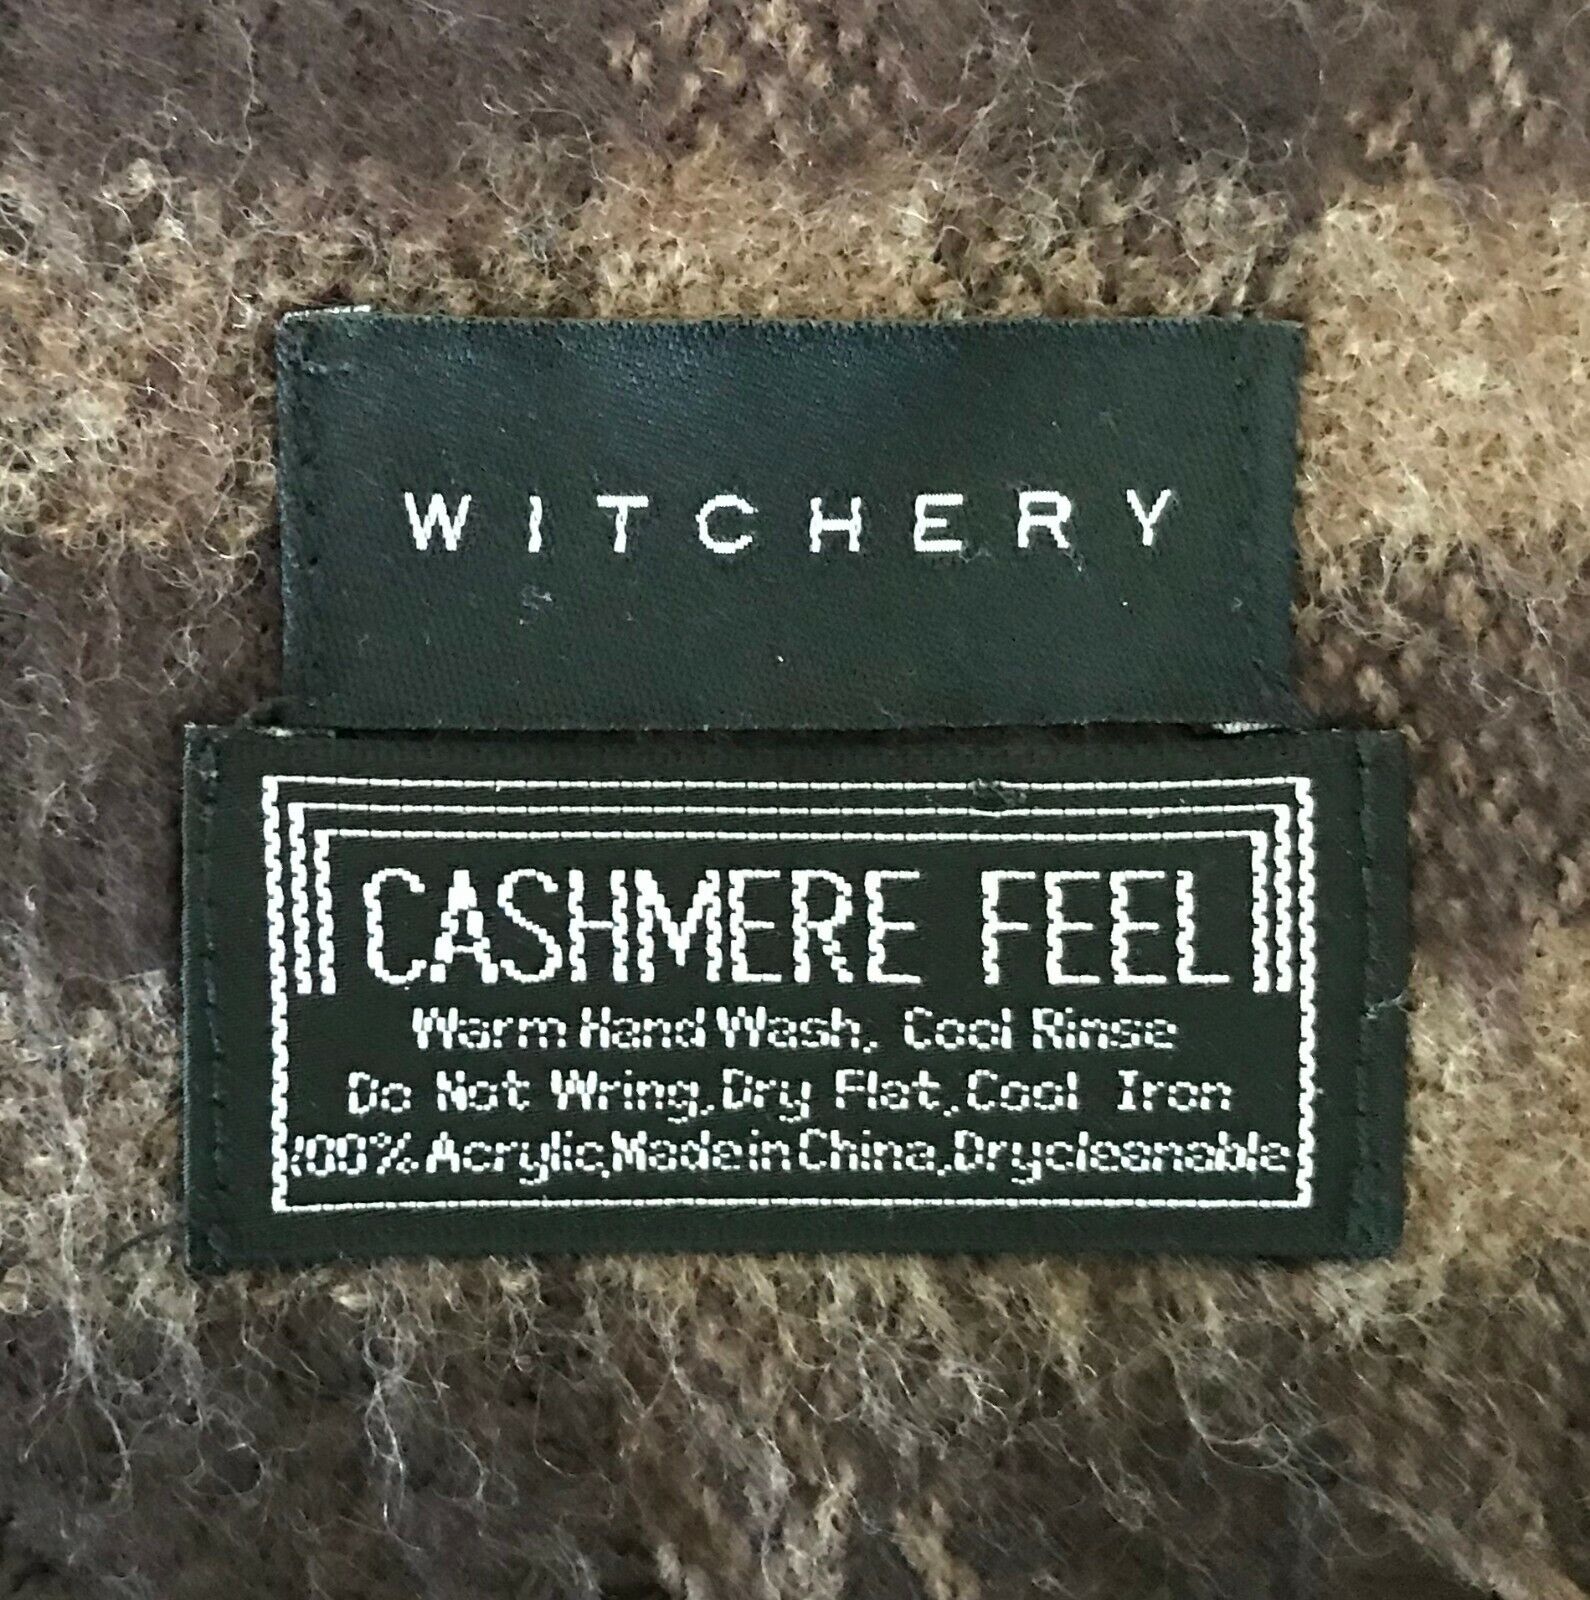 WITCHERY
CASHMERE FEEL
Warm Hand Wash, Cool Rinse
Do Not Wring, Dry Flat, Cool Iron
100% Acrylic, Made in China, Drycleanable